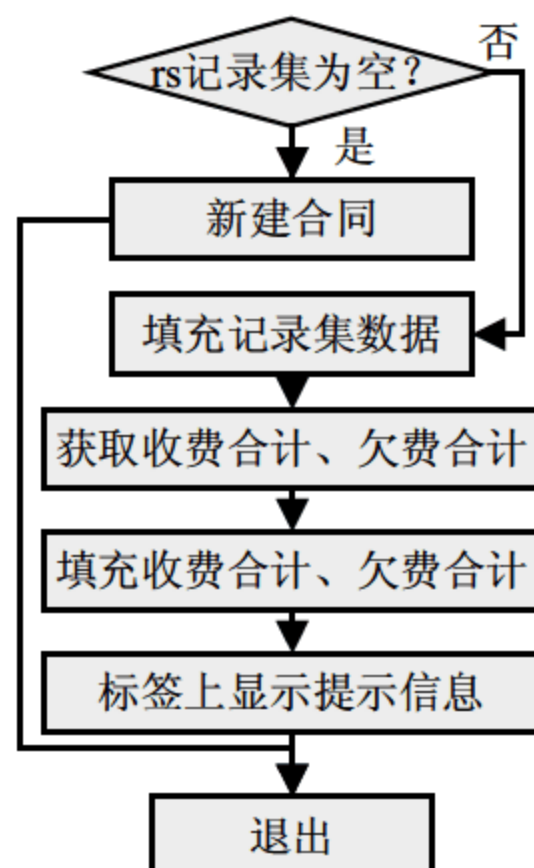 rs记录集为空?
否
是
新建合同
填充记录集数据
获取收费合计、欠费合计
填充收费合计、欠费合计
标签上显示提示信息
退出